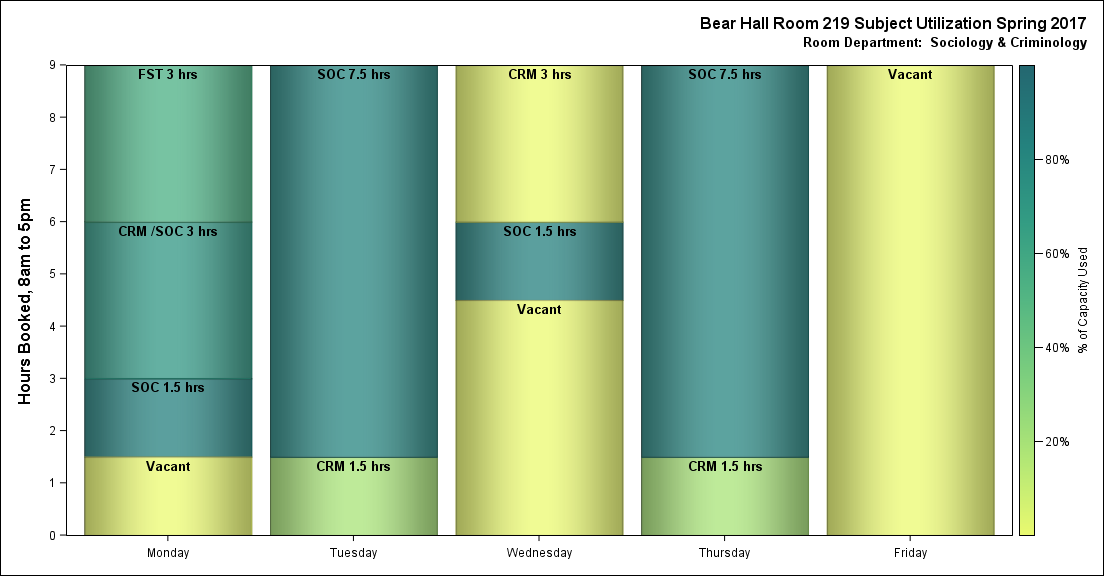 Bear Hall Room 219 Subject Utilization Spring 2017
Room Department:  Sociology & Criminology
Hours Booked, 8am to 5pm
9
8
7
6
5
4
3
2
1
0
FST 3 hrs
CRM /SOC 3 hrs
SOC 1.5 hrs
Vacant
SOC 7.5 hrs
CRM 1.5 hrs
CRM 3 hrs
SOC 1.5 hrs
Vacant
SOC 7.5 hrs
CRM 1.5 hrs
Vacant
Monday
Tuesday
Wednesday
Thursday
Friday
80%
60%
40%
20%
% of Capacity Used